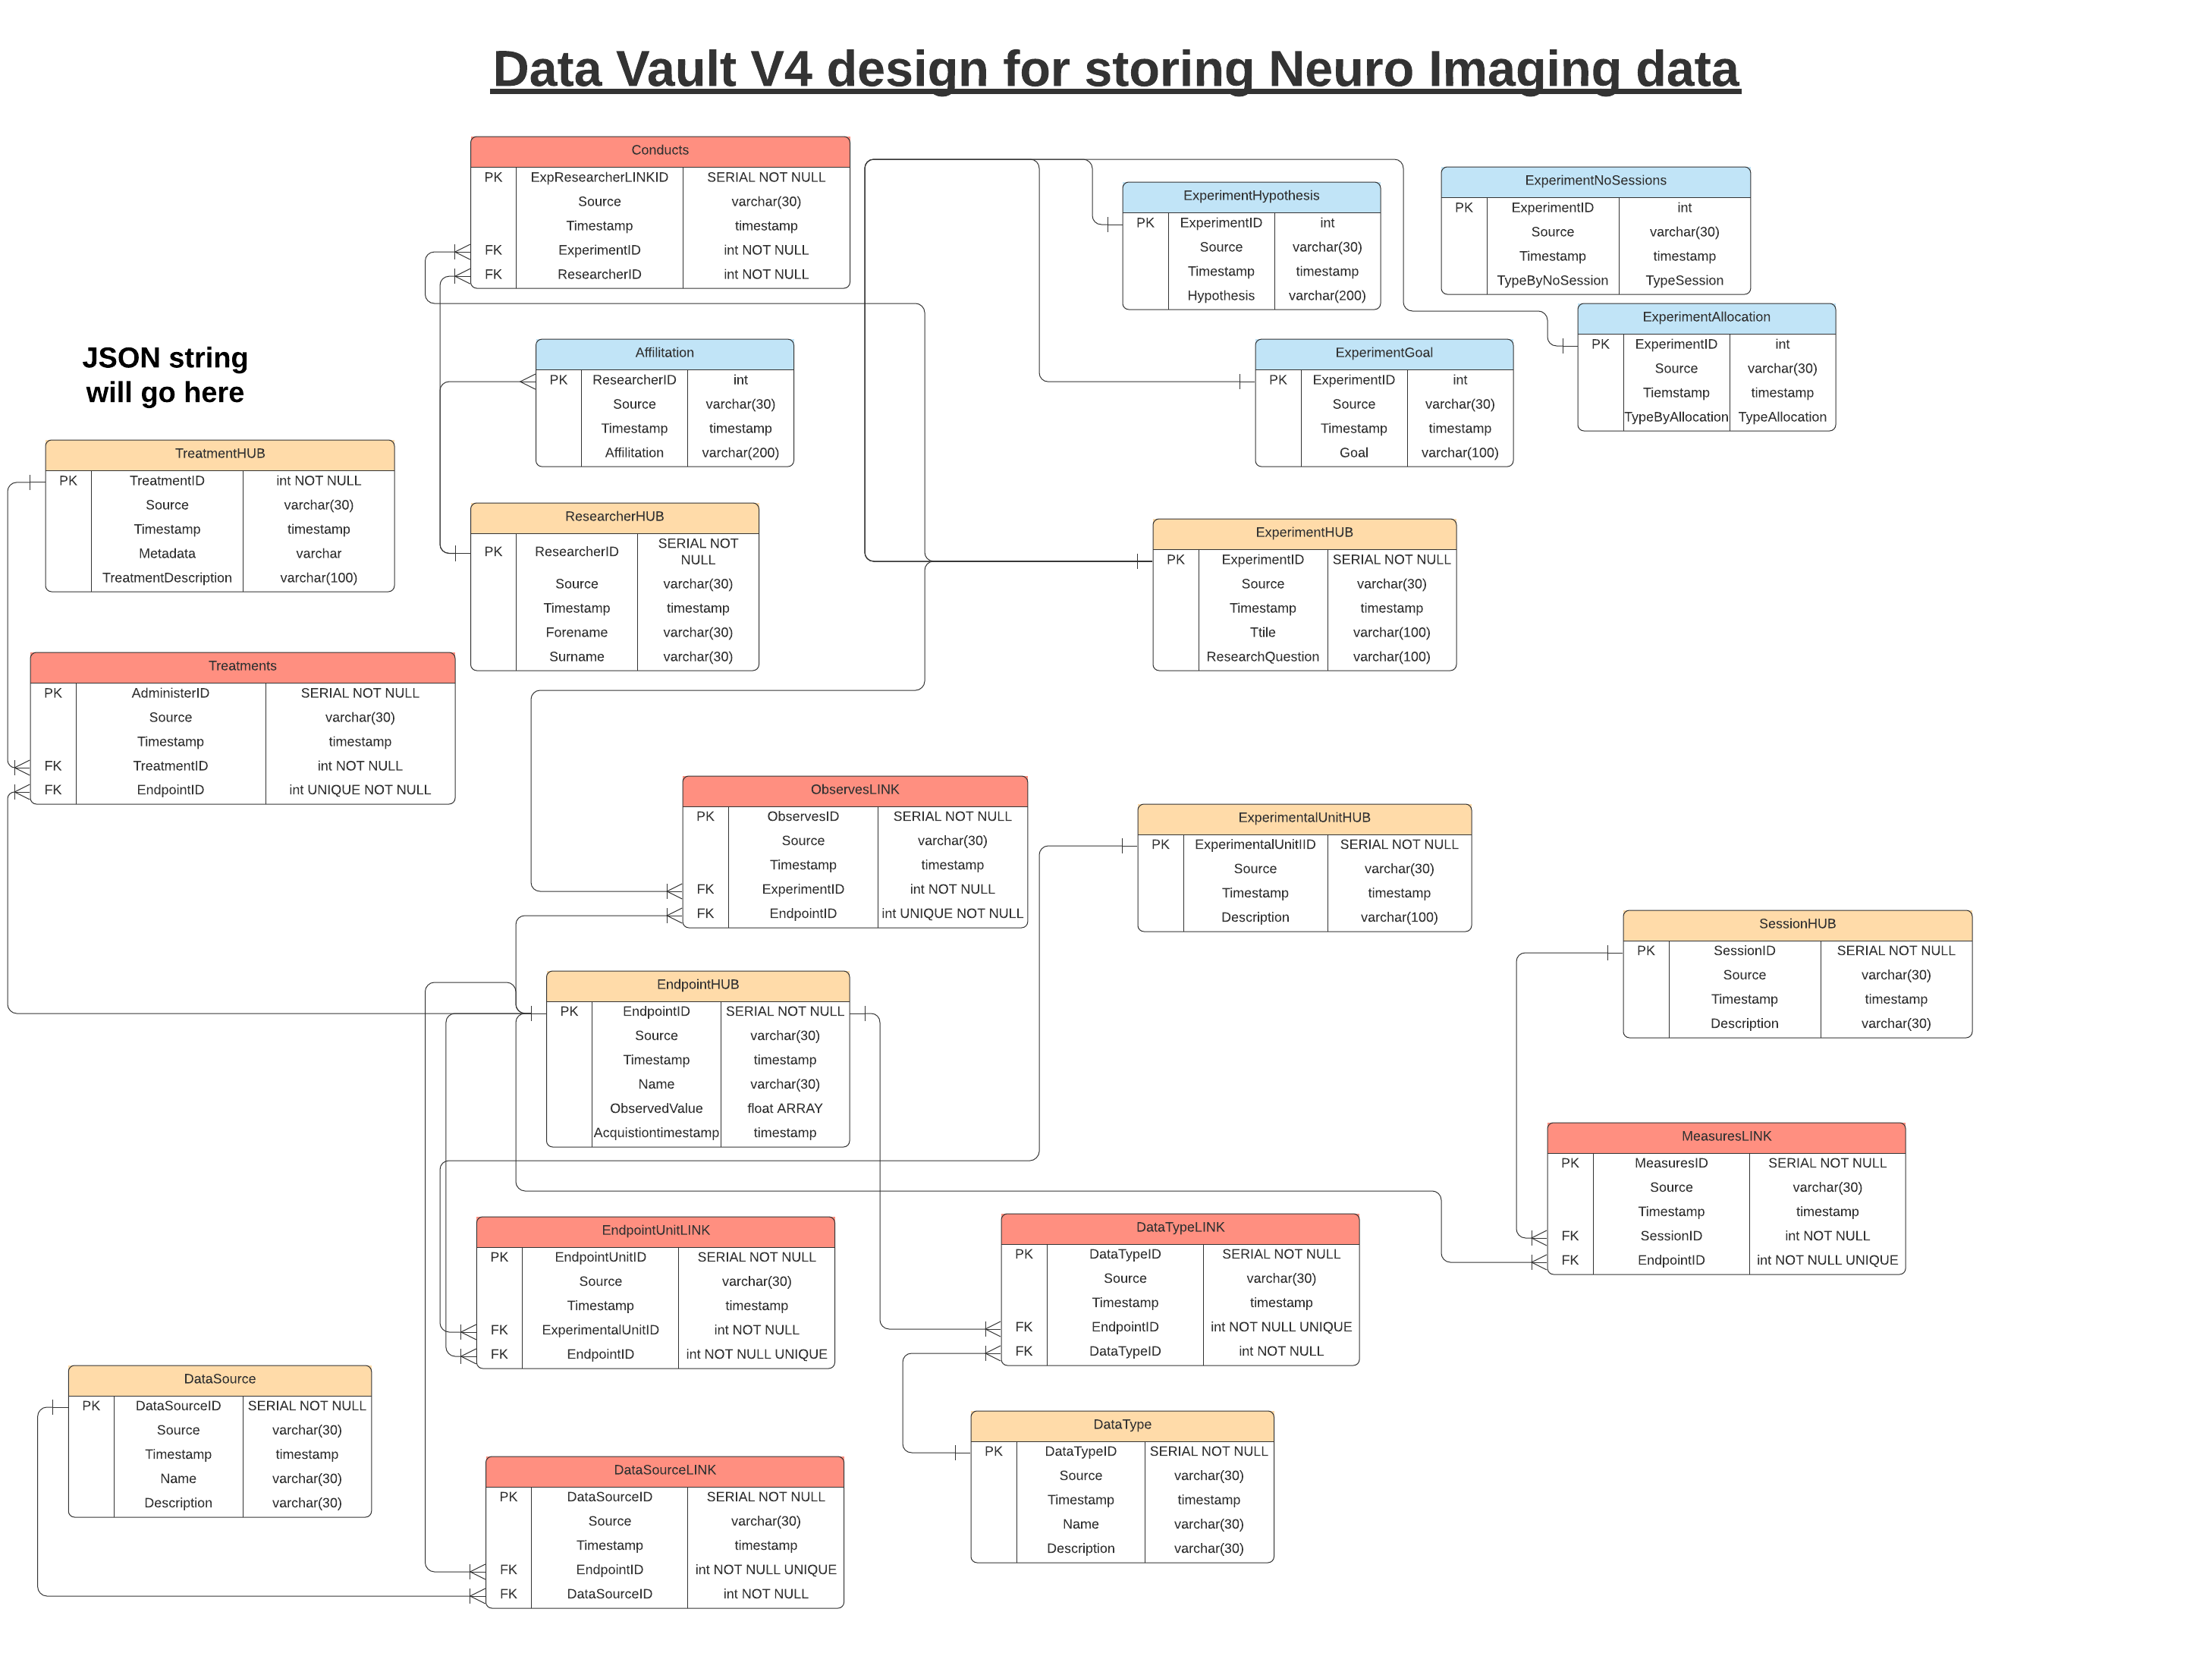 Data Vault V4 design for storing Neuro Imaging data
Conducts
PK ExpResearcherLINKID SERIAL NOT NULL
Source varchar(30)
Timestamp timestamp
FK ExperimentID int NOT NULL
FK ResearcherID int NOT NULL
ExperimentHypothesis
PK ExperimentID int
Source varchar(30)
Timestamp timestamp
Hypothesis varchar(200)
ExperimentNoSessions
PK ExperimentID int
Source varchar(30)
Timestamp timestamp
TypeByNoSession TypeSession
ExperimentAllocation
PK ExperimentID int
Source varchar(30)
Tiemstamp timestamp
TypeByAllocation TypeAllocation
JSON string
will go here
Affilitation
PK ResearcherID int
Source varchar(30)
Timestamp timestamp
Affilitation varchar(200)
ExperimentGoal
PK ExperimentID int
Source varchar(30)
Timestamp timestamp
Goal varchar(100)
TreatmentHUB
PK TreatmentID int NOT NULL
Source varchar(30)
Timestamp timestamp
Metadata varchar
TreatmentDescription varchar(100)
ResearcherHUB
PK ResearcherID SERIAL NOT
NULL
Source varchar(30)
Timestamp timestamp
Forename varchar(30)
Surname varchar(30)
ExperimentHUB
PK ExperimentID SERIAL NOT NULL
Source varchar(30)
Timestamp timestamp
Ttile varchar(100)
ResearchQuestion varchar(100)
Treatments
PK AdministerID SERIAL NOT NULL
Source varchar(30)
Timestamp timestamp
FK TreatmentID int NOT NULL
FK EndpointID int UNIQUE NOT NULL
ObservesLINK
PK ObservesID SERIAL NOT NULL
Source varchar(30)
Timestamp timestamp
FK ExperimentID int NOT NULL
FK EndpointID int UNIQUE NOT NULL
ExperimentalUnitHUB
PK ExperimentalUnitIID SERIAL NOT NULL
Source varchar(30)
Timestamp timestamp
Description varchar(100)
SessionHUB
PK SessionID SERIAL NOT NULL
Source varchar(30)
Timestamp timestamp
Description varchar(30)
EndpointHUB
PK EndpointID SERIAL NOT NULL
Source varchar(30)
Timestamp timestamp
Name varchar(30)
ObservedValue float ARRAY
Acquistiontimestamp timestamp
MeasuresLINK
PK MeasuresID SERIAL NOT NULL
Source varchar(30)
Timestamp timestamp
FK SessionID int NOT NULL
FK EndpointID int NOT NULL UNIQUE
EndpointUnitLINK
PK EndpointUnitID SERIAL NOT NULL
Source varchar(30)
Timestamp timestamp
FK ExperimentalUnitID int NOT NULL
FK EndpointID int NOT NULL UNIQUE
DataTypeLINK
PK DataTypeID SERIAL NOT NULL
Source varchar(30)
Timestamp timestamp
FK EndpointID int NOT NULL UNIQUE
FK DataTypeID int NOT NULL
DataSource
PK DataSourceID SERIAL NOT NULL
Source varchar(30)
Timestamp timestamp
Name varchar(30)
Description varchar(30)
DataType
PK DataTypeID SERIAL NOT NULL
Source varchar(30)
Timestamp timestamp
Name varchar(30)
Description varchar(30)
DataSourceLINK
PK DataSourceID SERIAL NOT NULL
Source varchar(30)
Timestamp timestamp
FK EndpointID int NOT NULL UNIQUE
FK DataSourceID int NOT NULL